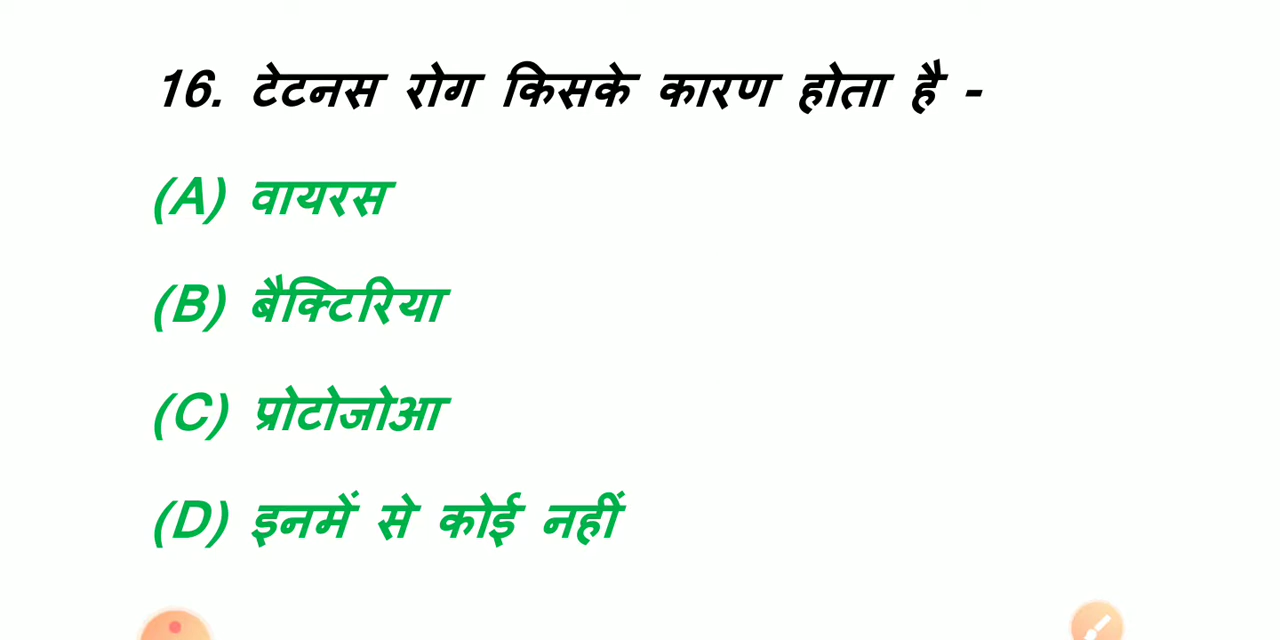 16. टेटनस रोग किसके कारण होता है -
(A) वायरस
(B) बैक्टिरिया
(C) प्रोटोजोआ
(D) इनमें से कोई नहीं